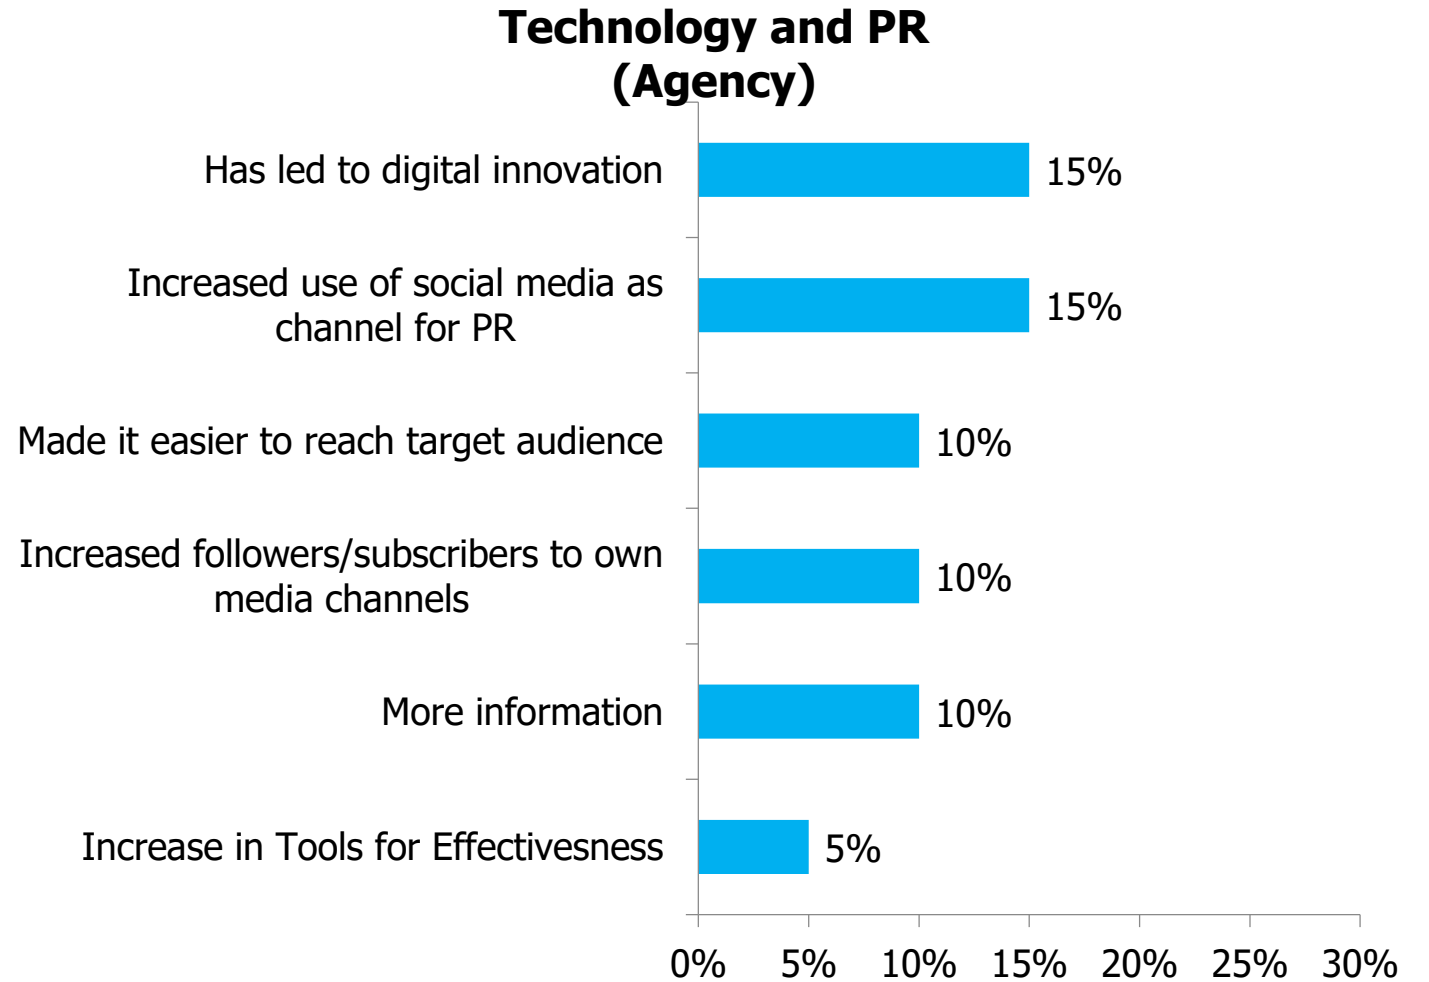 Technology and PR
(Agency)
Has led to digital innovation
15%
Increased use of social media as
channel for PR
15%
Made it easier to reach target audience
10%
Increased followers/subscribers to own
media channels
10%
More information
10%
Increase in Tools for Effectivesness
5%
0% 5% 10% 15% 20% 25% 30%